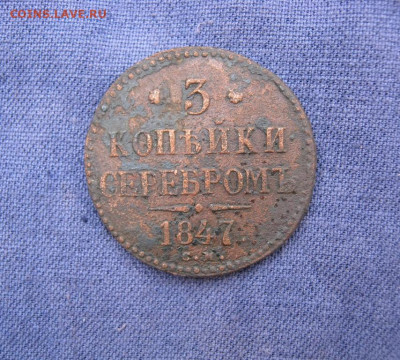 COINS.LAVE.RU
3
КОПѢЙКИ
СЕРЕБРОМЪ.
1847.
С.М.